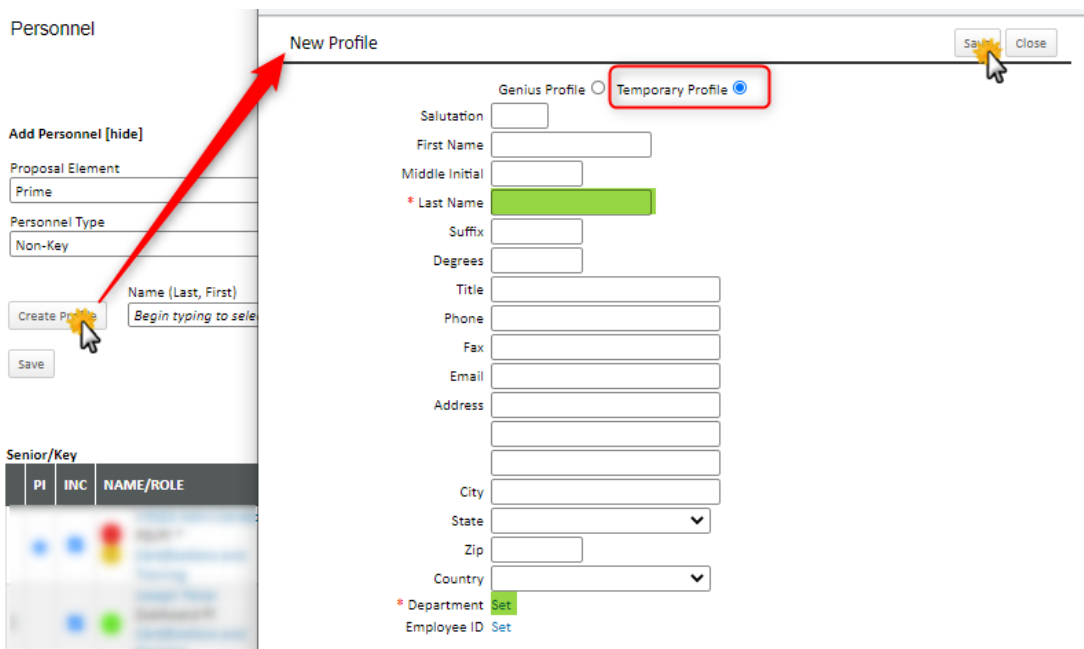 Personnel
New Profile
Close
Genius Profile Temporary Profile
Salutation
First Name
Middle Initial
* Last Name
Suffix
Degrees
Title
Phone
Fax
Email
Address
City
State
Zip
Country
* Department Set
Employee ID Set
Add Personnel [hide]
Proposal Element
Prime
Personnel Type
Non-Key
Name (Last, First)
Create
Begin typing to sele
Save
Senior/Key
PI INC NAME/ROLE